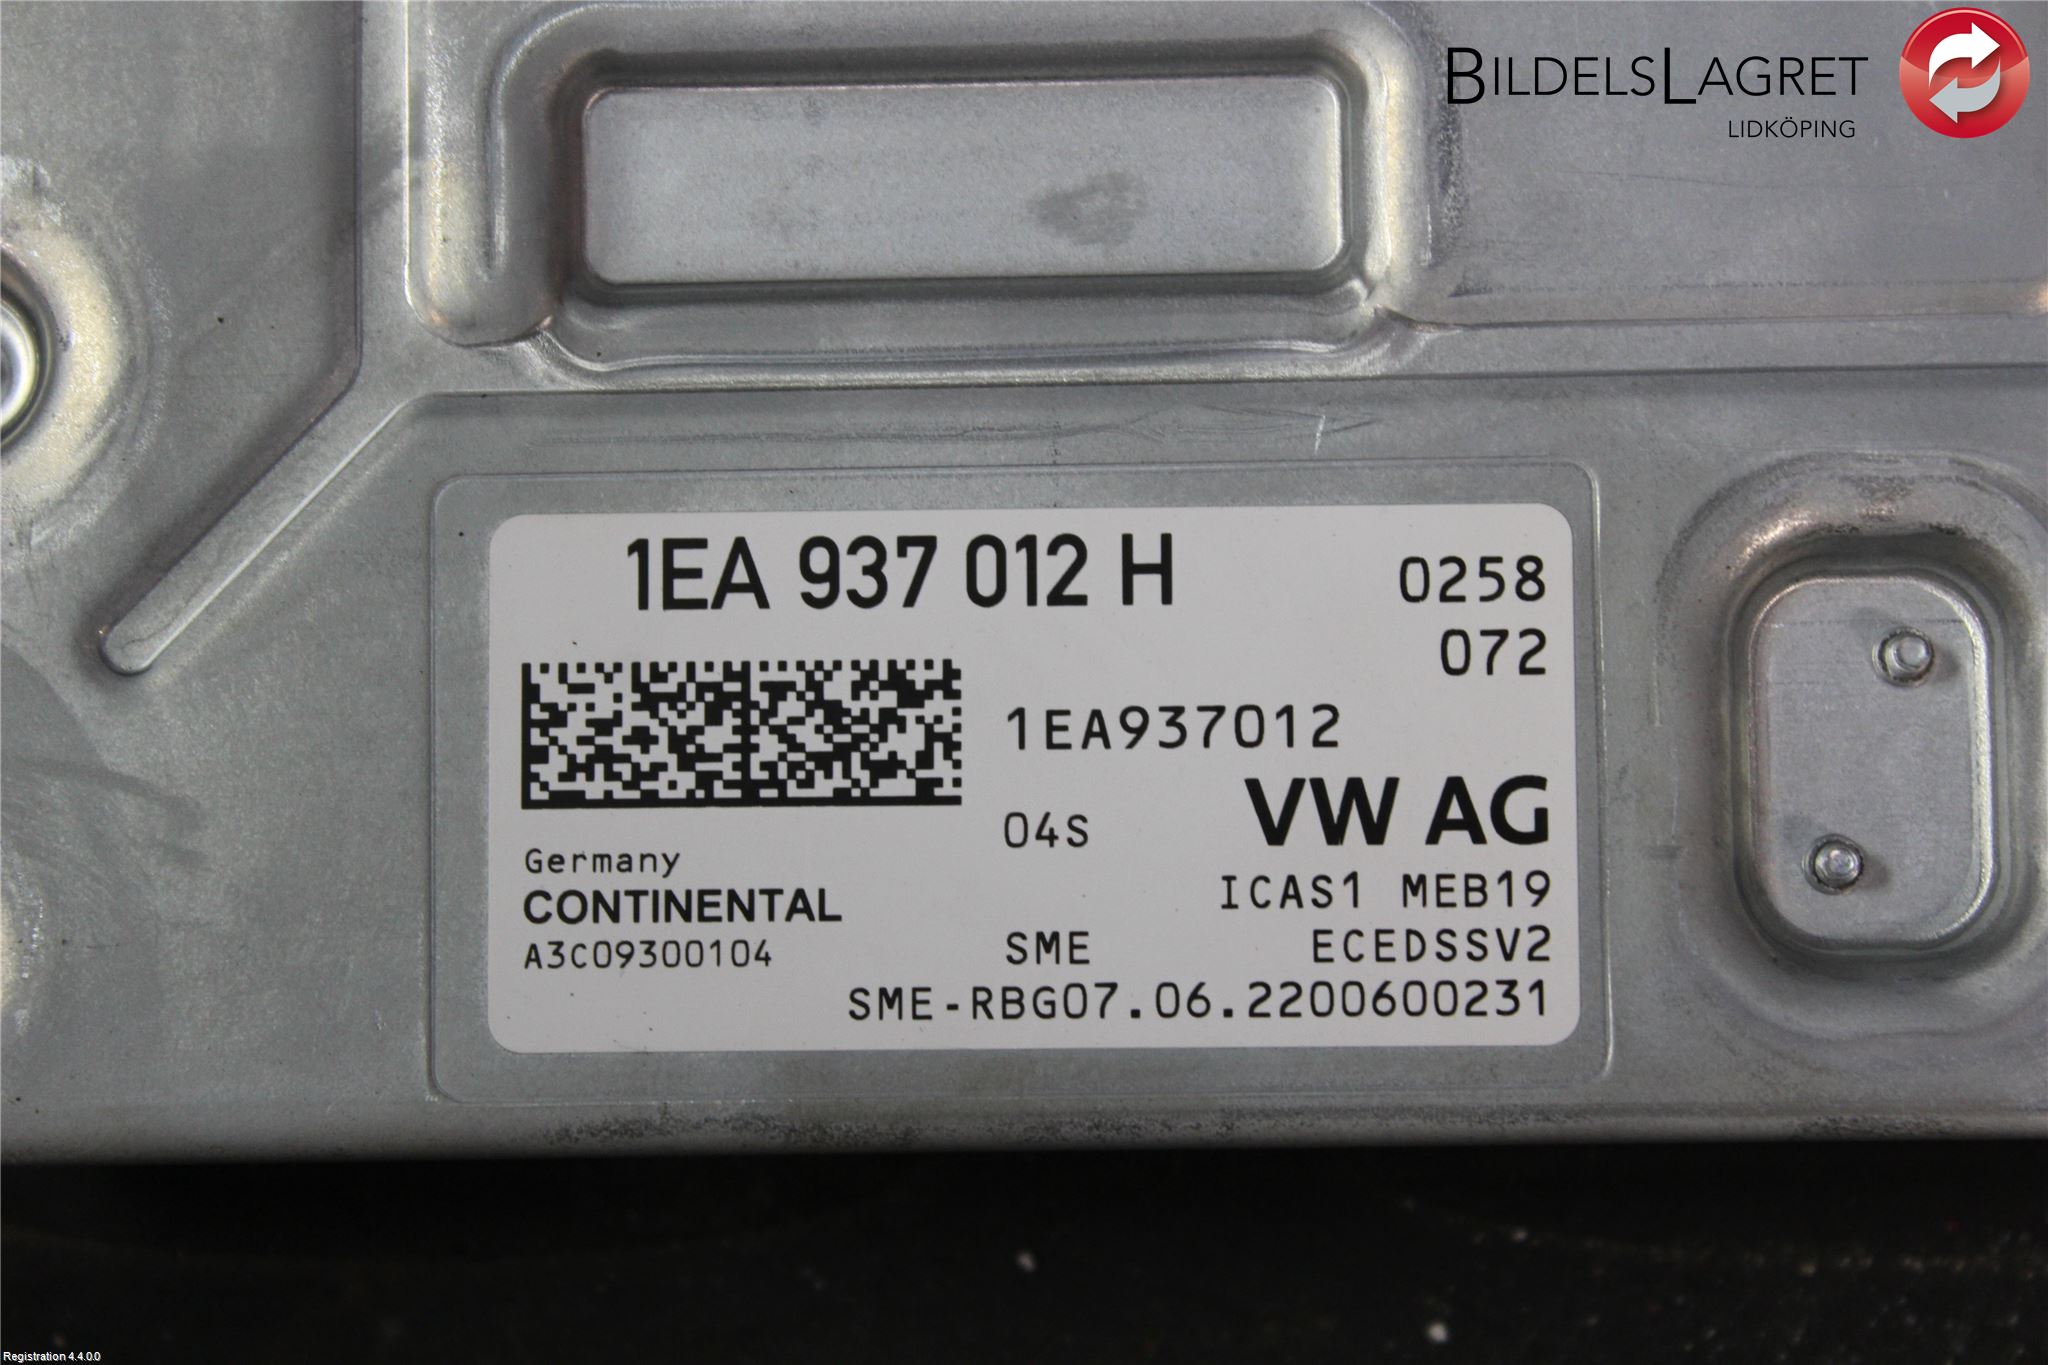 BILDELSLAGRET
LIDKÖPING
1EA 937 012 H
0258
072
1EA937012
04S
VW AG
Germany
CONTINENTAL
A3C09300104
ICAS1 MEB19
SME
ECEDSSV2
SME-RBG07.06.2200600231
Registration 4.4.0.0